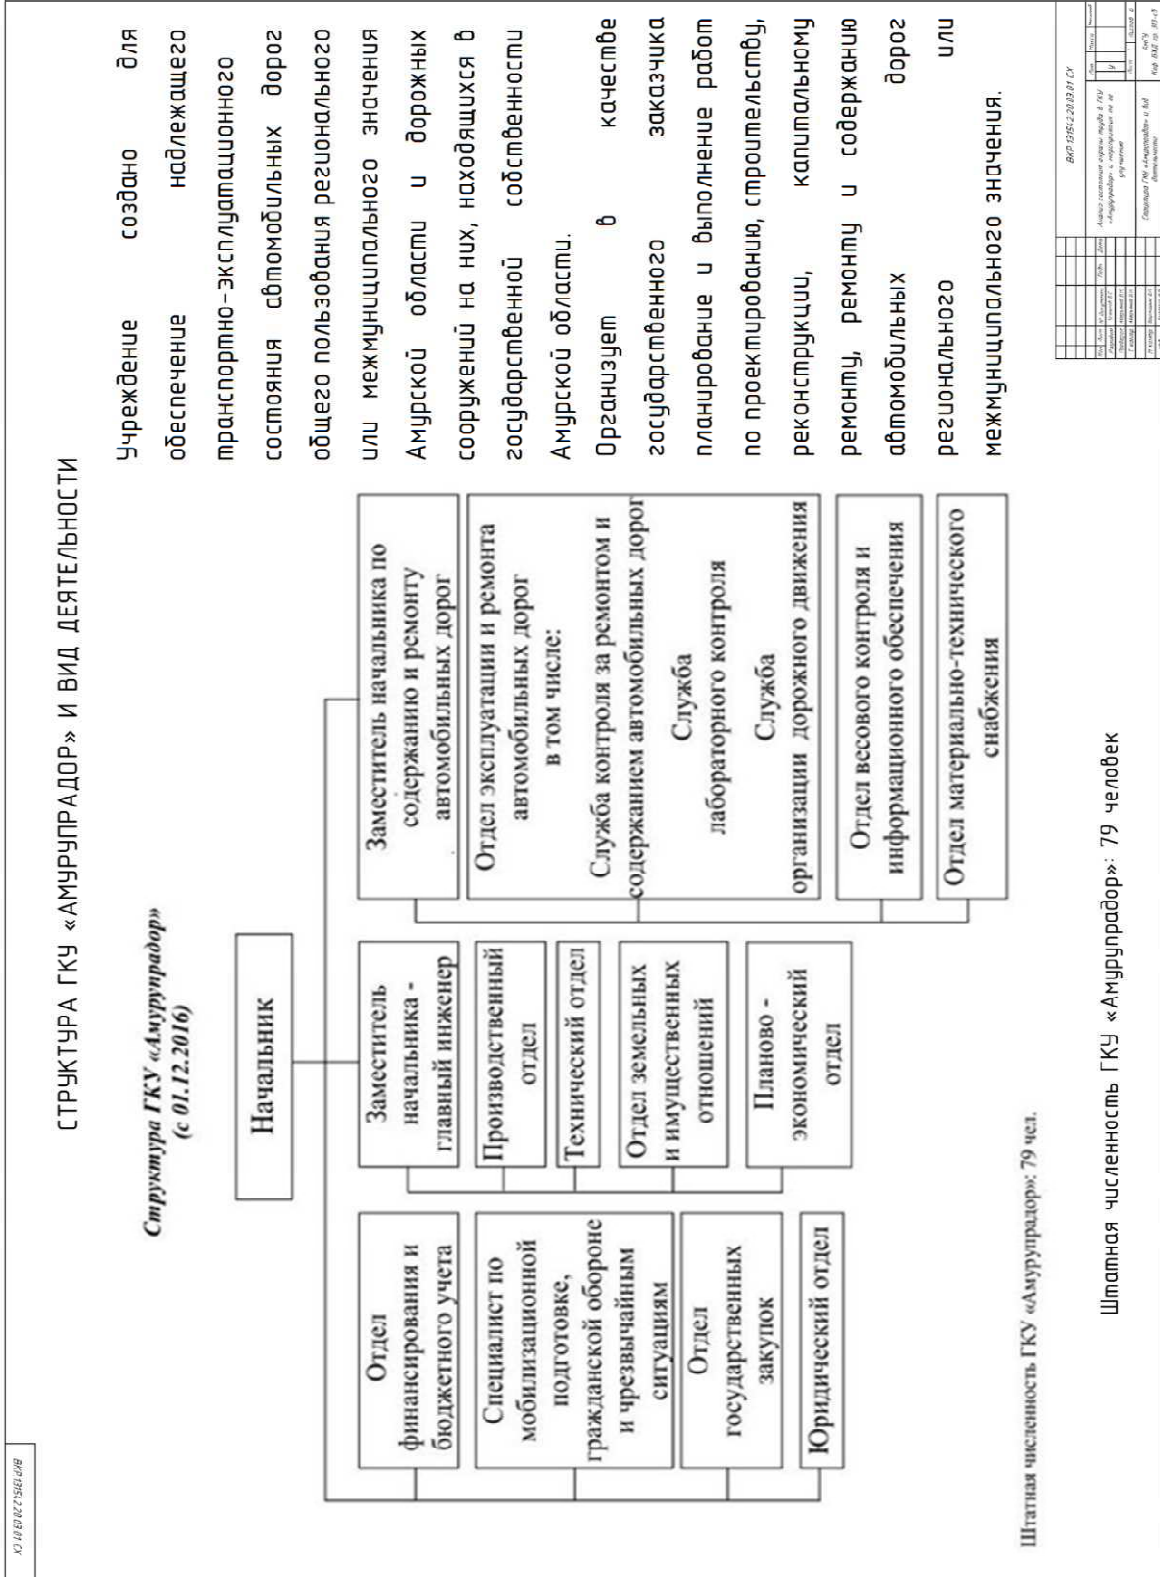 СТРУКТУРА ГКУ «АМУРУПРАДОР» И ВИД ДЕЯТЕЛЬНОСТИ
Структура ГКУ «Амурупрадор»
(с 01.12.2016)
Начальник
Отдел
финансирования и
бюджетного учета
Специалист по
мобилизационной
подготовке,
гражданской обороне
и чрезвычайным
ситуациям
Отдел
государственных
закупок
Юридический отдел
Заместитель
начальника -
главный инженер
Производственный
отдел
Технический отдел
Отдел земельных
и имущественных
отношений
Планово -
экономический
отдел
Заместитель начальника по
содержанию и ремонту
автомобильных дорог
Отдел эксплуатации и ремонта
автомобильных дорог
в том числе:
Служба контроля за ремонтом и
содержанием автомобильных дорог
Служба
лабораторного контроля
Служба
организации дорожного движения
Отдел весового контроля и
информационного обеспечения
Отдел материально-технического
снабжения
Штатная численность ГКУ «Амурупрадор»: 79 чел.
Учреждение создано для
обеспечение надлежащего
транспортно-эксплуатационного
состояния автомобильных дорог
общего пользования регионального
или межмуниципального значения
Амурской области и дорожных
сооружений на них, находящихся в
государственной собственности
Амурской области.
Организует в качестве
государственного заказчика
планирование и выполнение работ
по проектированию, строительству,
реконструкции, капитальному
ремонту, ремонту и содержанию
автомобильных дорог
регионального или
межмуниципального значения.
Штатная численность ГКУ «Амурупрадор»: 79 человек